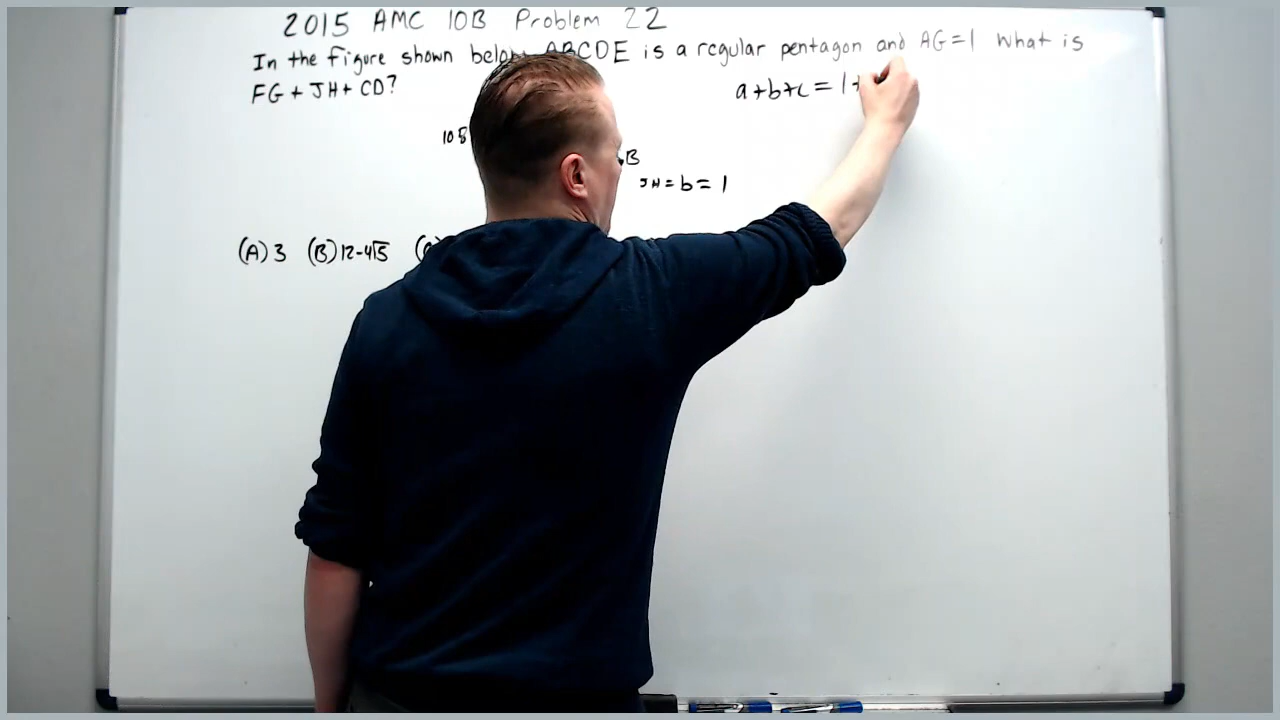 2015 AMC 10B Problem 22
In the figure shown below ABCDE is a regular pentagon and AG=1 What is
FG + JH + CD?
a+b+c = 1+
108
B
JH = b = 1
(A) 3 (B) 12-4√5